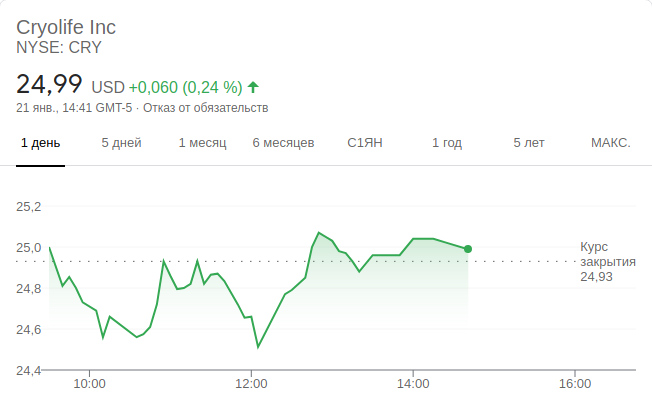 Cryolife Inc
NYSE: CRY
24,99 USD +0,060 (0,24 %)
21 янв., 14:41 GMT-5 · Отказ от обязательств
1 день 5 дней 1 месяц 6 месяцев С1ЯН 1 год 5 лет МАКС.
25,2
25,0
24,8
24,6
24,4
Курс
закрытия
24,93
10:00 12:00 14:00 16:00